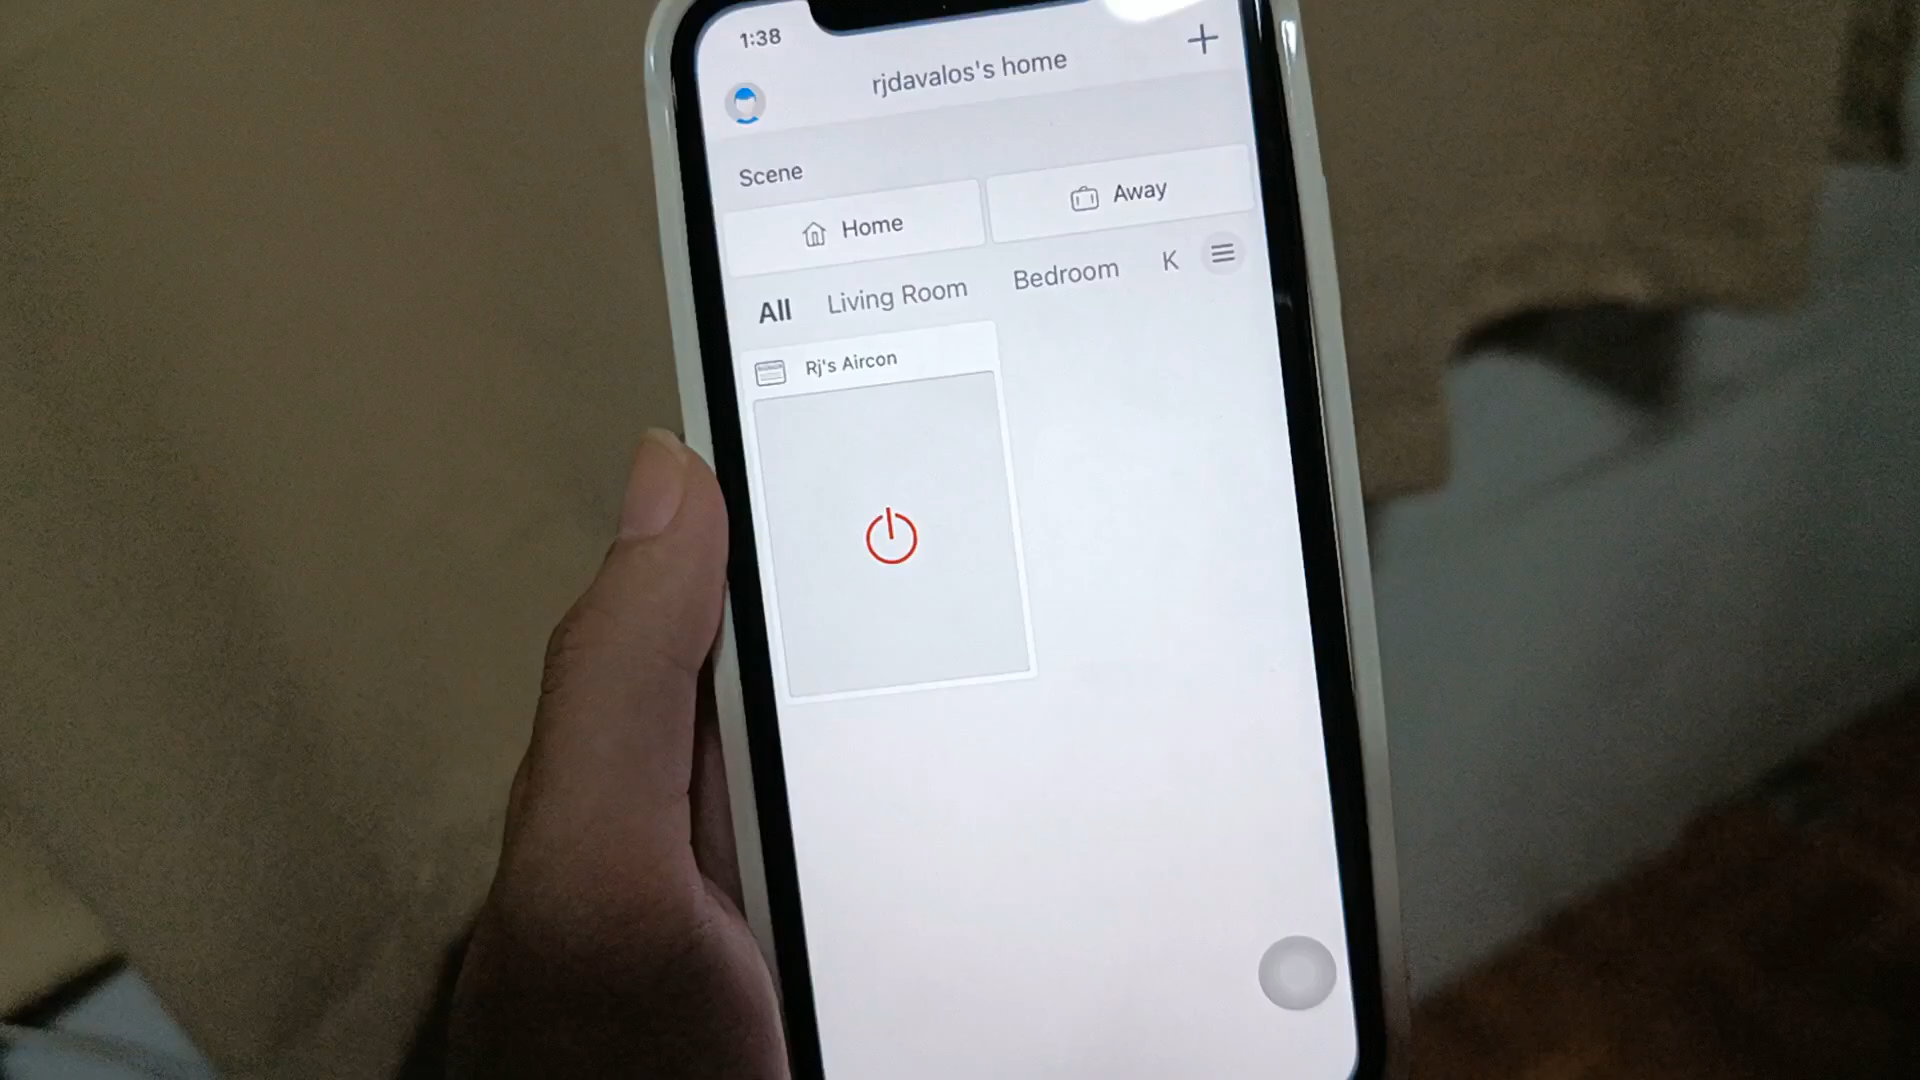 1:38
rjdavalos's home
Scene
Home
Away
All
Living Room
Bedroom
K
Rj's Aircon